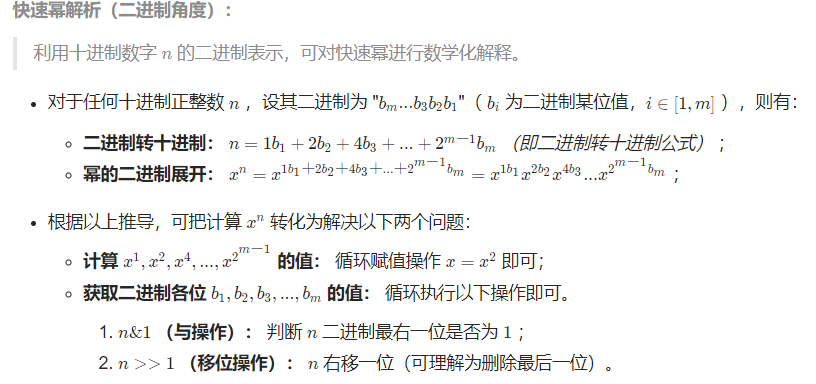 快速幂解析（二进制角度）：
利用十进制数字 n 的二进制表示，可对快速幂进行数学化解释。
• 对于任何十进制正整数 n ，设其二进制为 "b_m...b_3b_2b_1"（ b_i 为二进制某位值，i ∈ [1, m] ），则有：
◦ 二进制转十进制： n = 1b_1 + 2b_2 + 4b_3 + ... + 2^{m−1}b_m （即二进制转十进制公式） ；
◦ 幂的二进制展开： x^n = x^{1b_1+2b_2+4b_3+...+2^{m−1}b_m} = x^{1b_1}x^{2b_2}x^{4b_3}...x^{2^{m−1}b_m} ；
• 根据以上推导，可把计算 x^n 转化为解决以下两个问题：
◦ 计算 x^1, x^2, x^4, ..., x^{2^{m−1}} 的值： 循环赋值操作 x = x^2 即可；
◦ 获取二进制各位 b_1, b_2, b_3, ..., b_m 的值： 循环执行以下操作即可。
1. n&1 （与操作）： 判断 n 二进制最右一位是否为 1 ；
2. n >> 1 （移位操作）： n 右移一位（可理解为删除最后一位）。